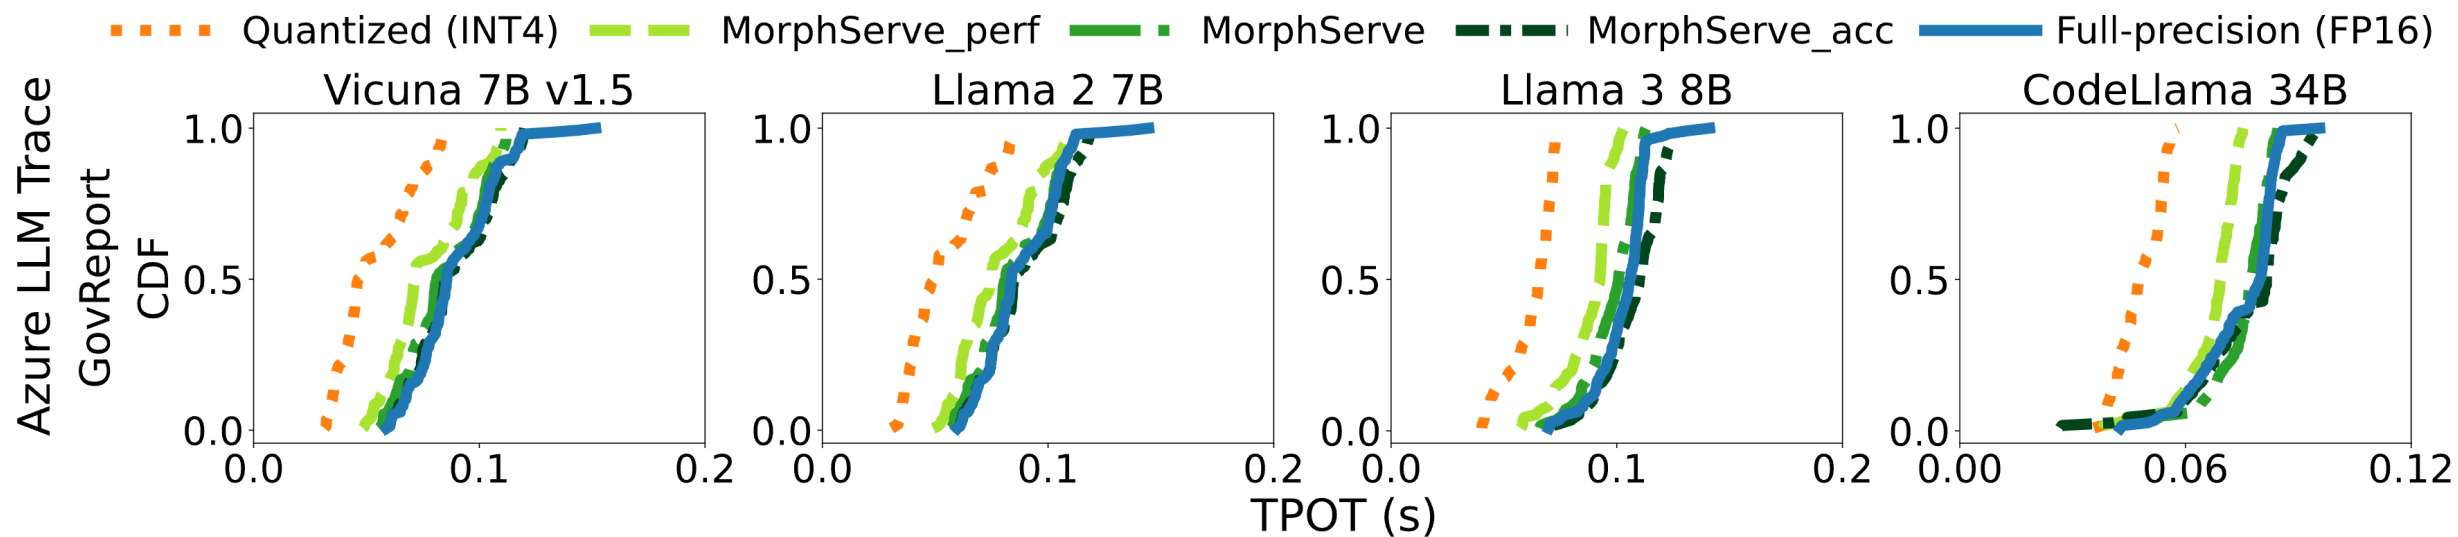 Quantized (INT4) MorphServe_perf MorphServe MorphServe_acc Full-precision (FP16)
Azure LLM Trace
GovReport
CDF
Vicuna 7B v1.5
1.0
0.5
0.0
0.0 0.1 0.2
Llama 2 7B
1.0
0.5
0.0
0.0 0.1 0.2
Llama 3 8B
1.0
0.5
0.0
0.0 0.1 0.2
CodeLlama 34B
1.0
0.5
0.0
0.00 0.06 0.12
TPOT (s)